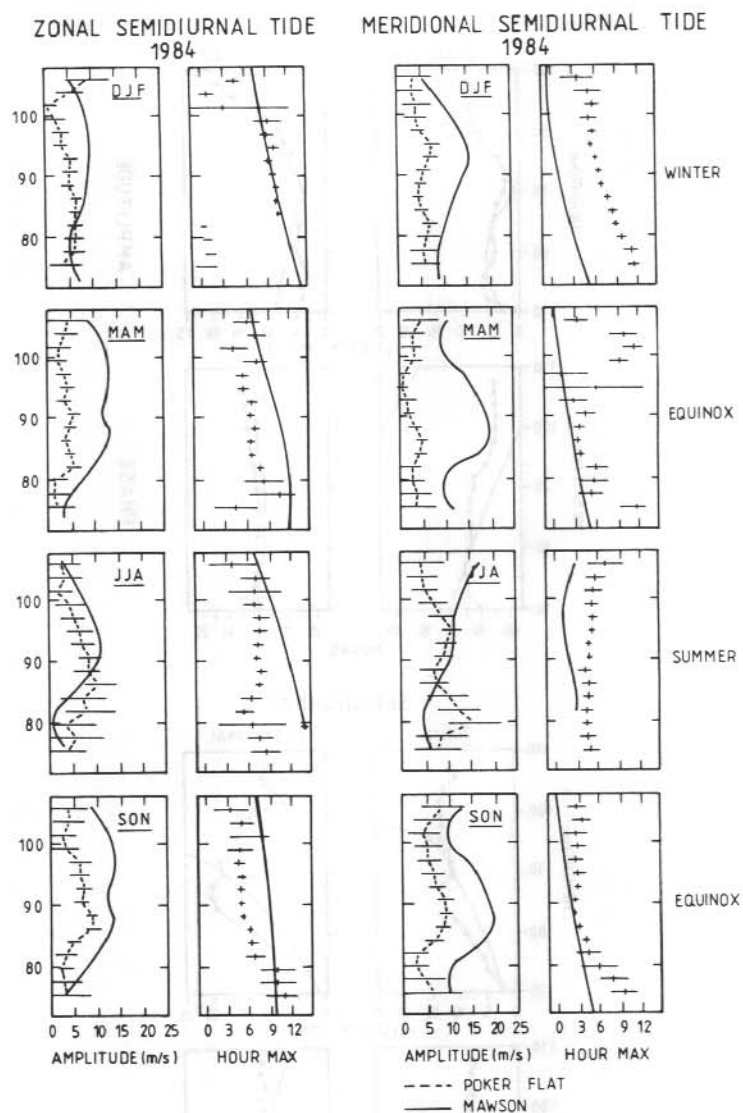 ZONAL SEMIDIURNAL TIDE
1984
MERIDIONAL SEMIDIURNAL TIDE
1984
DJF
100
90
80
DJF
WINTER
MAM
100
90
80
MAM
EQUINOX
JJA
100
90
80
JJA
SUMMER
SON
100
90
80
SON
EQUINOX
0 5 10 15 20 25
0 3 6 9 12 14
5 10 15 20 25
0 3 6 9 12 14
AMPLITUDE (m/s)
HOUR MAX
AMPLITUDE (m/s)
HOUR MAX
---- POKER FLAT
—— MAWSON